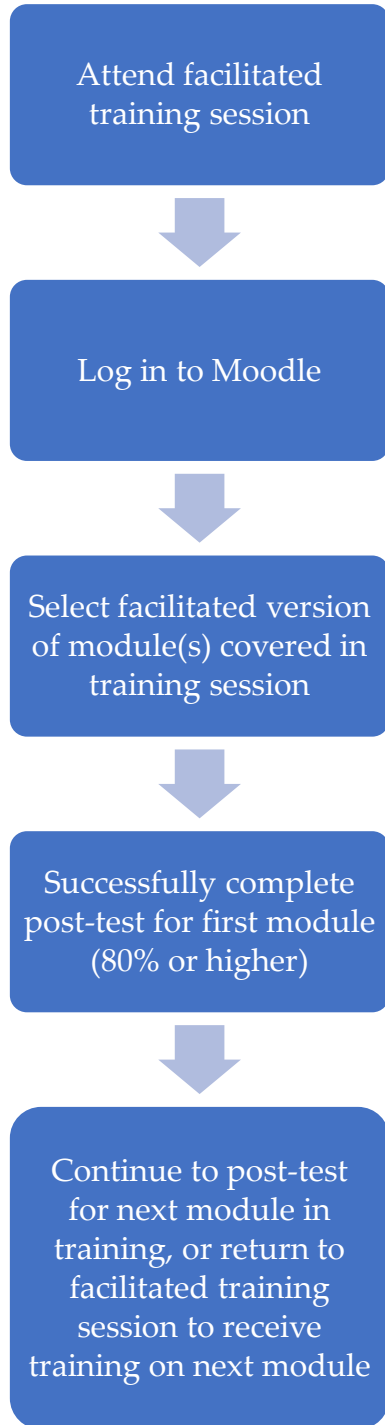 Attend facilitated
training session
Log in to Moodle
Select facilitated version
of module(s) covered in
training session
Successfully complete
post-test for first module
(80% or higher)
Continue to post-test
for next module in
training, or return to
facilitated training
session to receive
training on next module